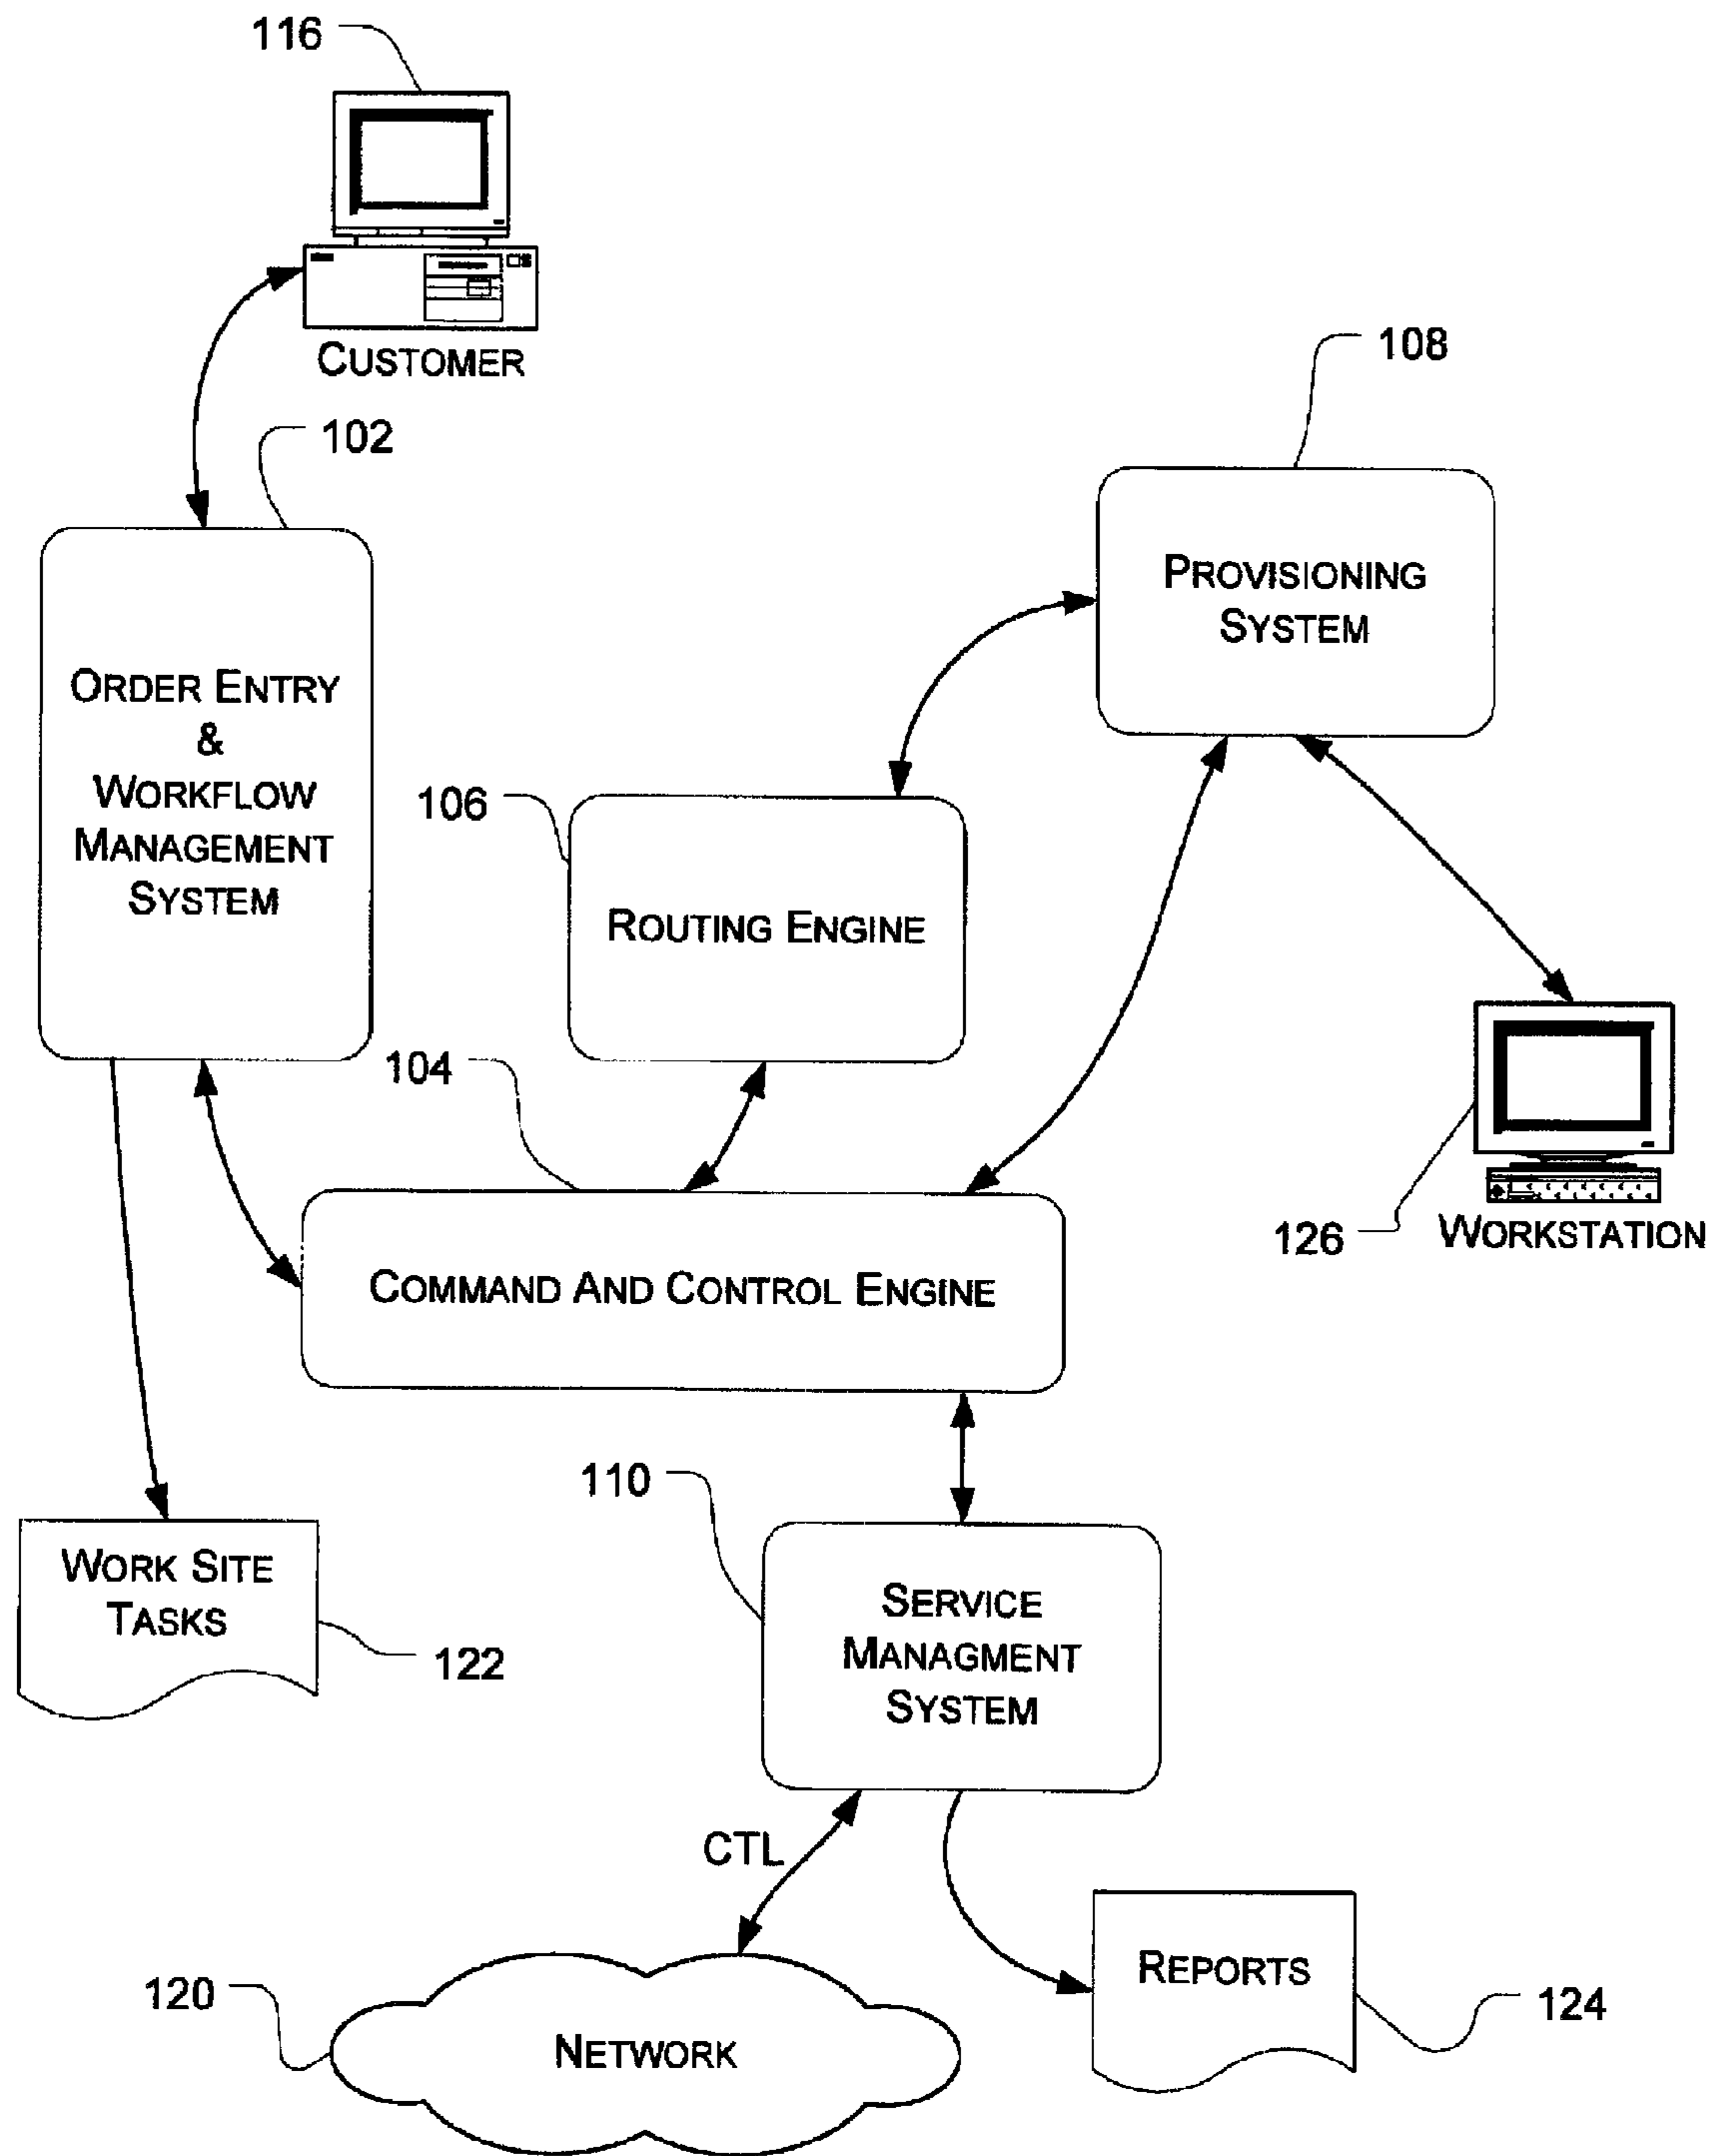 116
CUSTOMER
102
108
ORDER ENTRY
&
WORKFLOW
MANAGEMENT
SYSTEM
PROVISIONING
SYSTEM
106
ROUTING ENGINE
104
126
WORKSTATION
COMMAND AND CONTROL ENGINE
110
WORK SITE
TASKS
122
SERVICE
MANAGMENT
SYSTEM
CTL
120
NETWORK
REPORTS
124